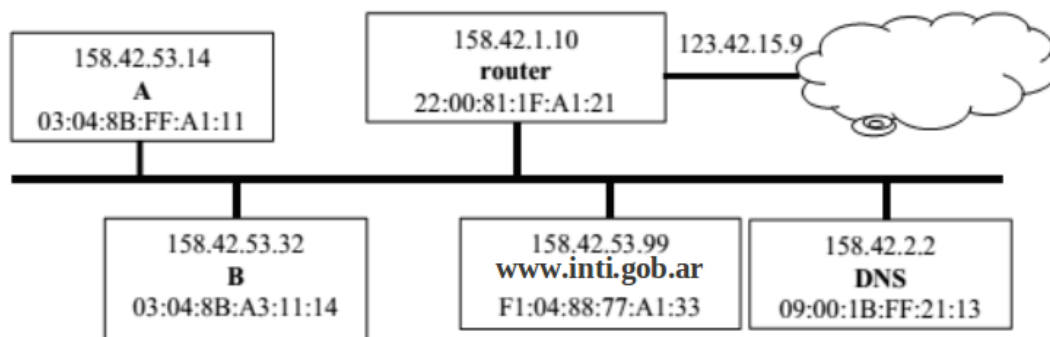 158.42.53.14
A
03:04:8B:FF:A1:11
158.42.1.10
router
22:00:81:1F:A1:21
123.42.15.9
158.42.53.32
B
03:04:8B:A3:11:14
158.42.53.99
www.inti.gob.ar
F1:04:88:77:A1:33
158.42.2.2
DNS
09:00:1B:FF:21:13